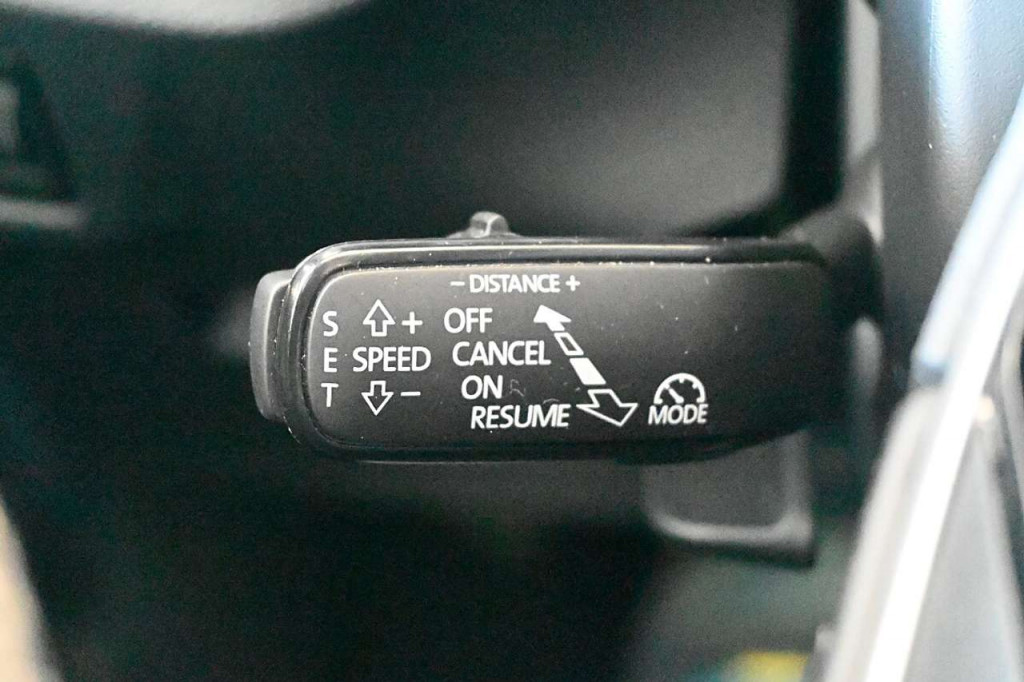 − DISTANCE +
S + OFF
E SPEED CANCEL
T − ON
RESUME MODE